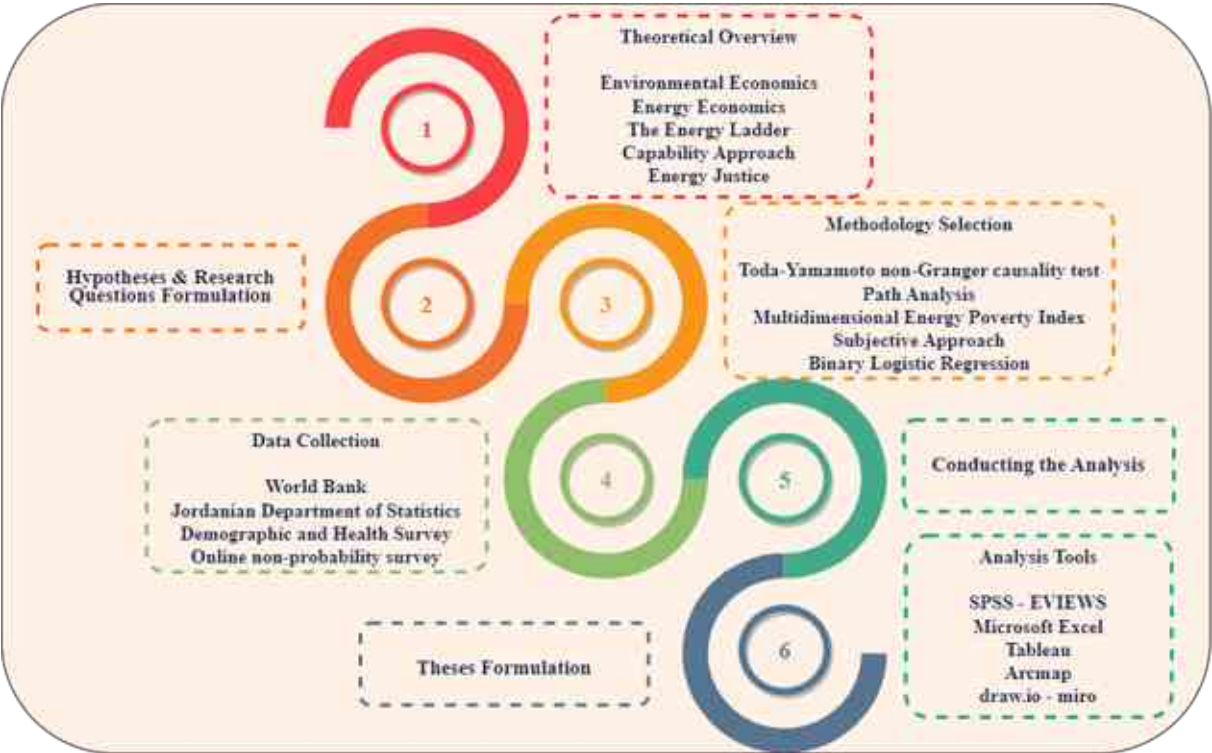 1
Theoretical Overview
Environmental Economics
Energy Economics
The Energy Ladder
Capability Approach
Energy Justice
Hypotheses & Research
Questions Formulation
2
3
Methodology Selection
Toda-Yamamoto non-Granger causality test
Path Analysis
Multidimensional Energy Poverty Index
Subjective Approach
Binary Logistic Regression
Data Collection
World Bank
Jordanian Department of Statistics
Demographic and Health Survey
Online non-probability survey
4
5
Conducting the Analysis
Analysis Tools
SPSS - EVIEWS
Microsoft Excel
Tableau
Arcmap
draw.io - miro
Theses Formulation
6